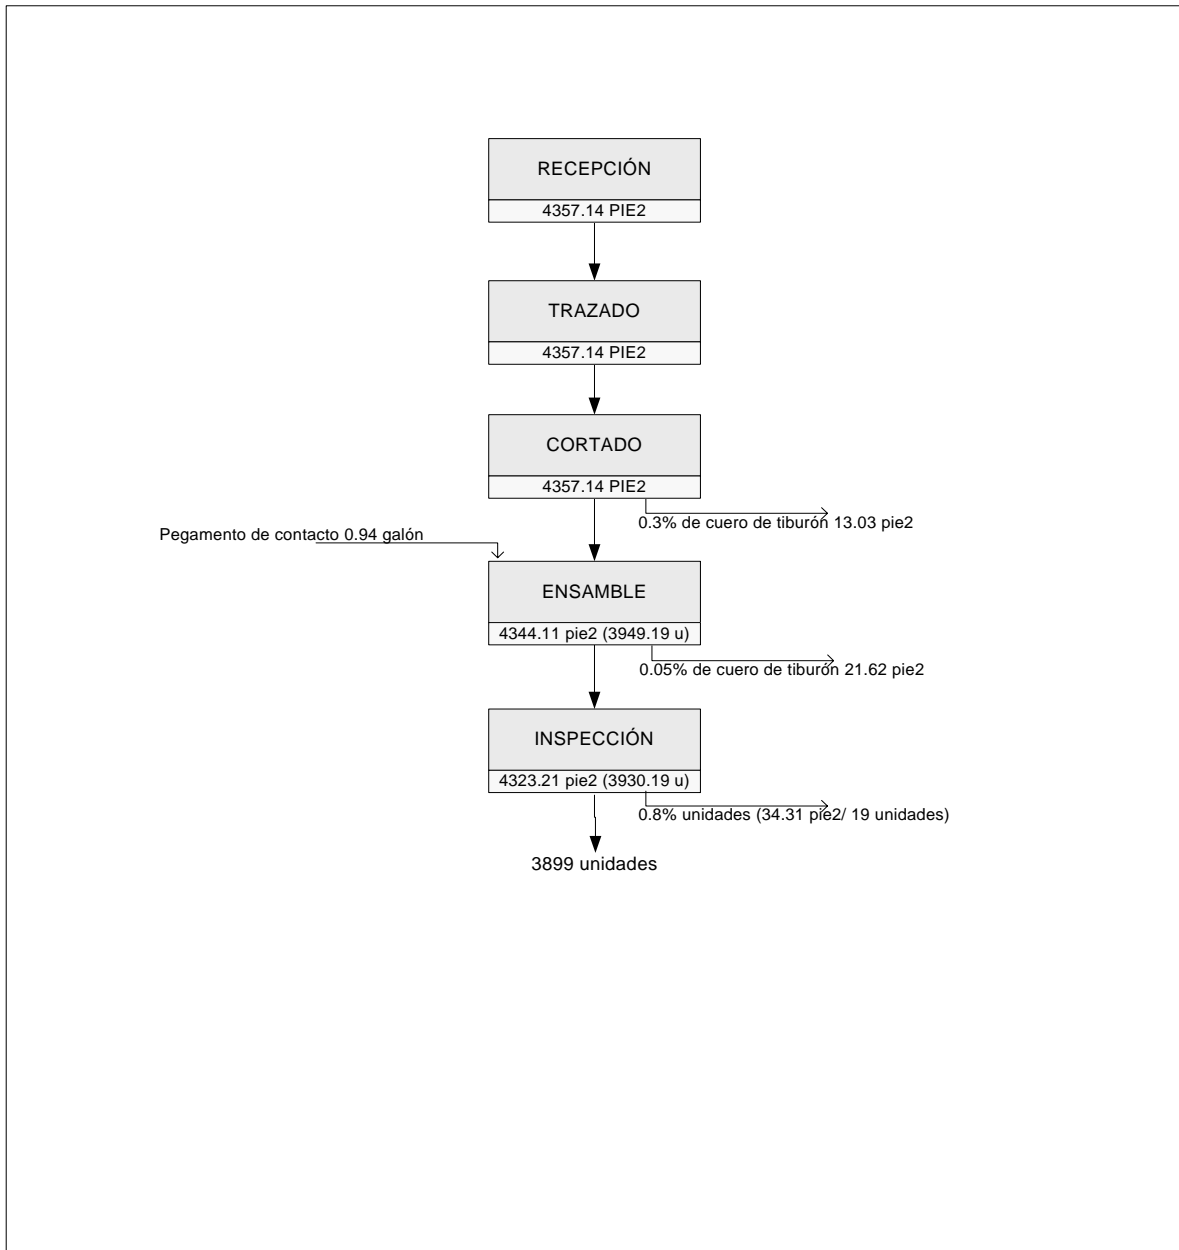 RECEPCIÓN
4357.14 PIE2
TRAZADO
4357.14 PIE2
CORTADO
4357.14 PIE2
0.3% de cuero de tiburón 13.03 pie2
Pegamento de contacto 0.94 galón
ENSAMBLE
4344.11 pie2 (3949.19 u)
0.05% de cuero de tiburón 21.62 pie2
INSPECCIÓN
4323.21 pie2 (3930.19 u)
0.8% unidades (34.31 pie2/ 19 unidades)
3899 unidades